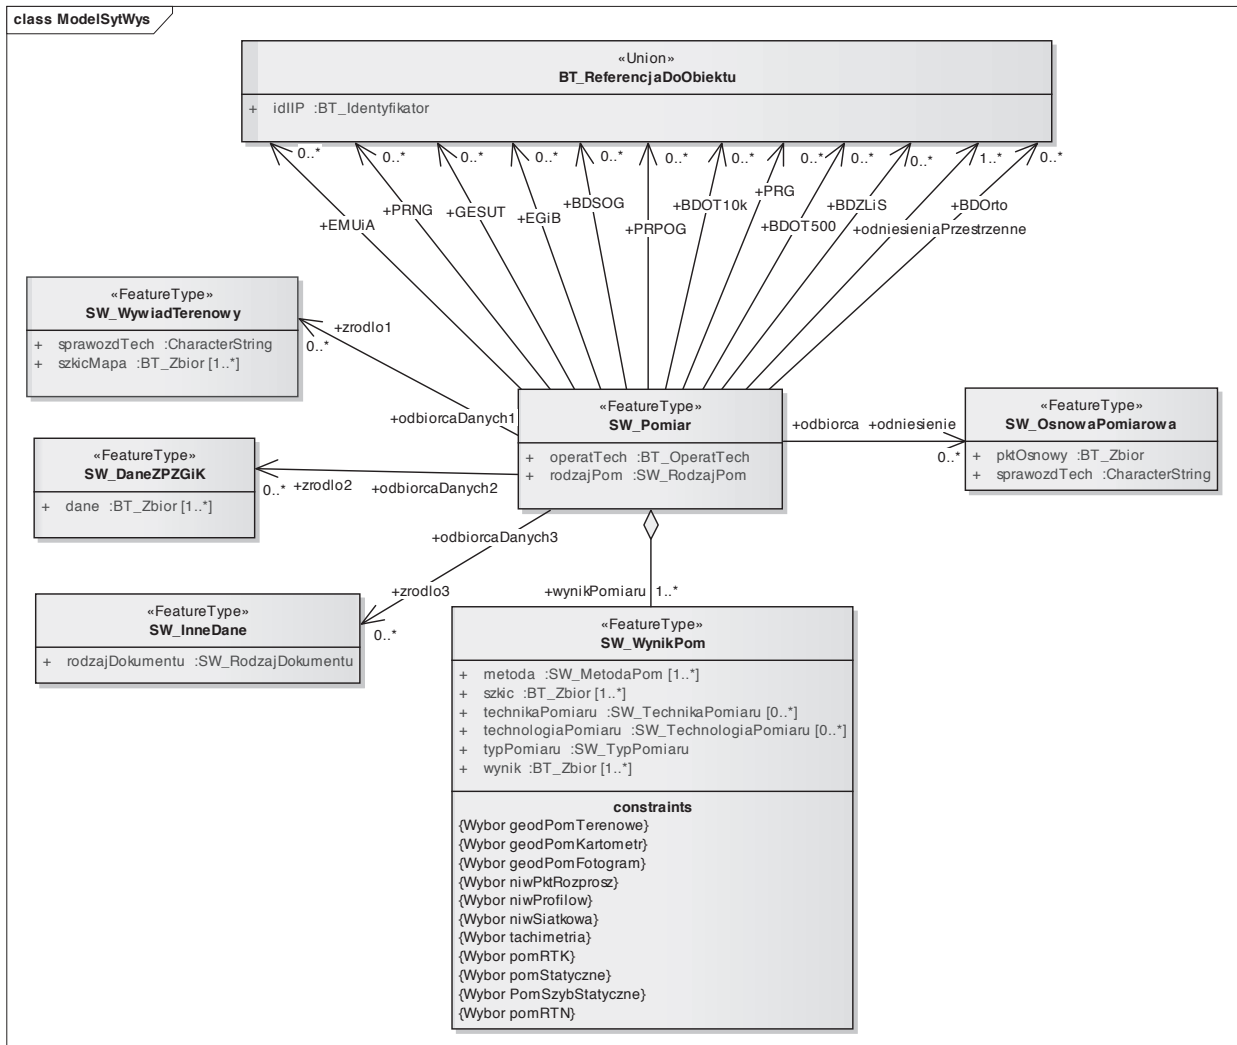 class ModelSytWys
«Union»
BT_ReferencjaDoObiektu
+ idIIP :BT_Identyfikator
0..* 0..* 0..* 0..* 0..* 0..* 0..* 0..* 0..* 0..* 1..* 0..*
+EMUiA
+PRNG
+GESUT
+EGiB
+BDSOG
+PRPOG
+BDOT10k
+PRG
+BDOT500
+BDZLiS
+odniesieniaPrzestrzenne
+BDOrto
«FeatureType»
SW_WywiadTerenowy
+ sprawozdTech :CharacterString
+ szkicMapa :BT_Zbior [1..*]
+zrodlo1
0..*
+odbiorcaDanych1
«FeatureType»
SW_Pomiar
+ operatTech :BT_OperatTech
+ rodzajPom :SW_RodzajPom
+odbiorca +odniesienie
0..*
«FeatureType»
SW_OsnowaPomiarowa
+ pktOsnowy :BT_Zbior
+ sprawozdTech :CharacterString
«FeatureType»
SW_DaneZPZGiK
+ dane :BT_Zbior [1..*]
0..* +zrodlo2
+odbiorcaDanych2
+odbiorcaDanych3
+zrodlo3
0..*
«FeatureType»
SW_InneDane
+ rodzajDokumentu :SW_RodzajDokumentu
+wynikPomiaru 1..*
«FeatureType»
SW_WynikPom
+ metoda :SW_MetodaPom [1..*]
+ szkic :BT_Zbior [1..*]
+ technikaPomiaru :SW_TechnikaPomiaru [0..*]
+ technologiaPomiaru :SW_TechnologiaPomiaru [0..*]
+ typPomiaru :SW_TypPomiaru
+ wynik :BT_Zbior [1..*]
constraints
{Wybor geodPomTerenowe}
{Wybor geodPomKartometr}
{Wybor geodPomFotogram}
{Wybor niwPktRozprosz}
{Wybor niwProfilow}
{Wybor niwSiatkowa}
{Wybor tachimetria}
{Wybor pomRTK}
{Wybor pomStatyczne}
{Wybor PomSzybStatyczne}
{Wybor pomRTN}